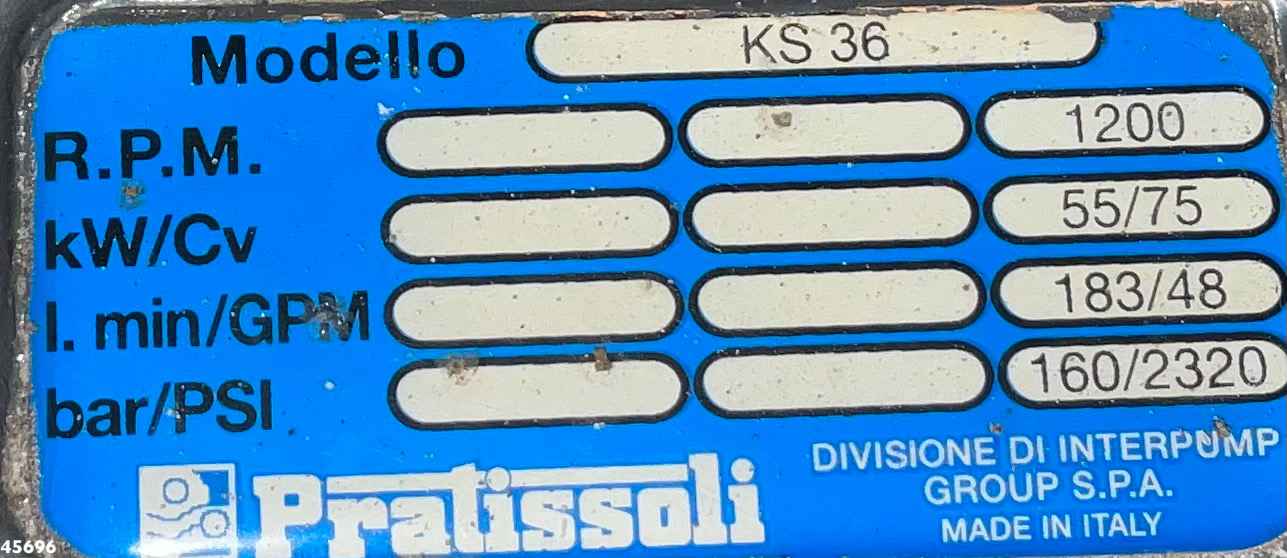 Modello KS 36
R.P.M. 1200
kW/Cv 55/75
l. min/GPM 183/48
bar/PSI 160/2320
Pratissoli
DIVISIONE DI INTERPUMP
GROUP S.P.A.
MADE IN ITALY
45696